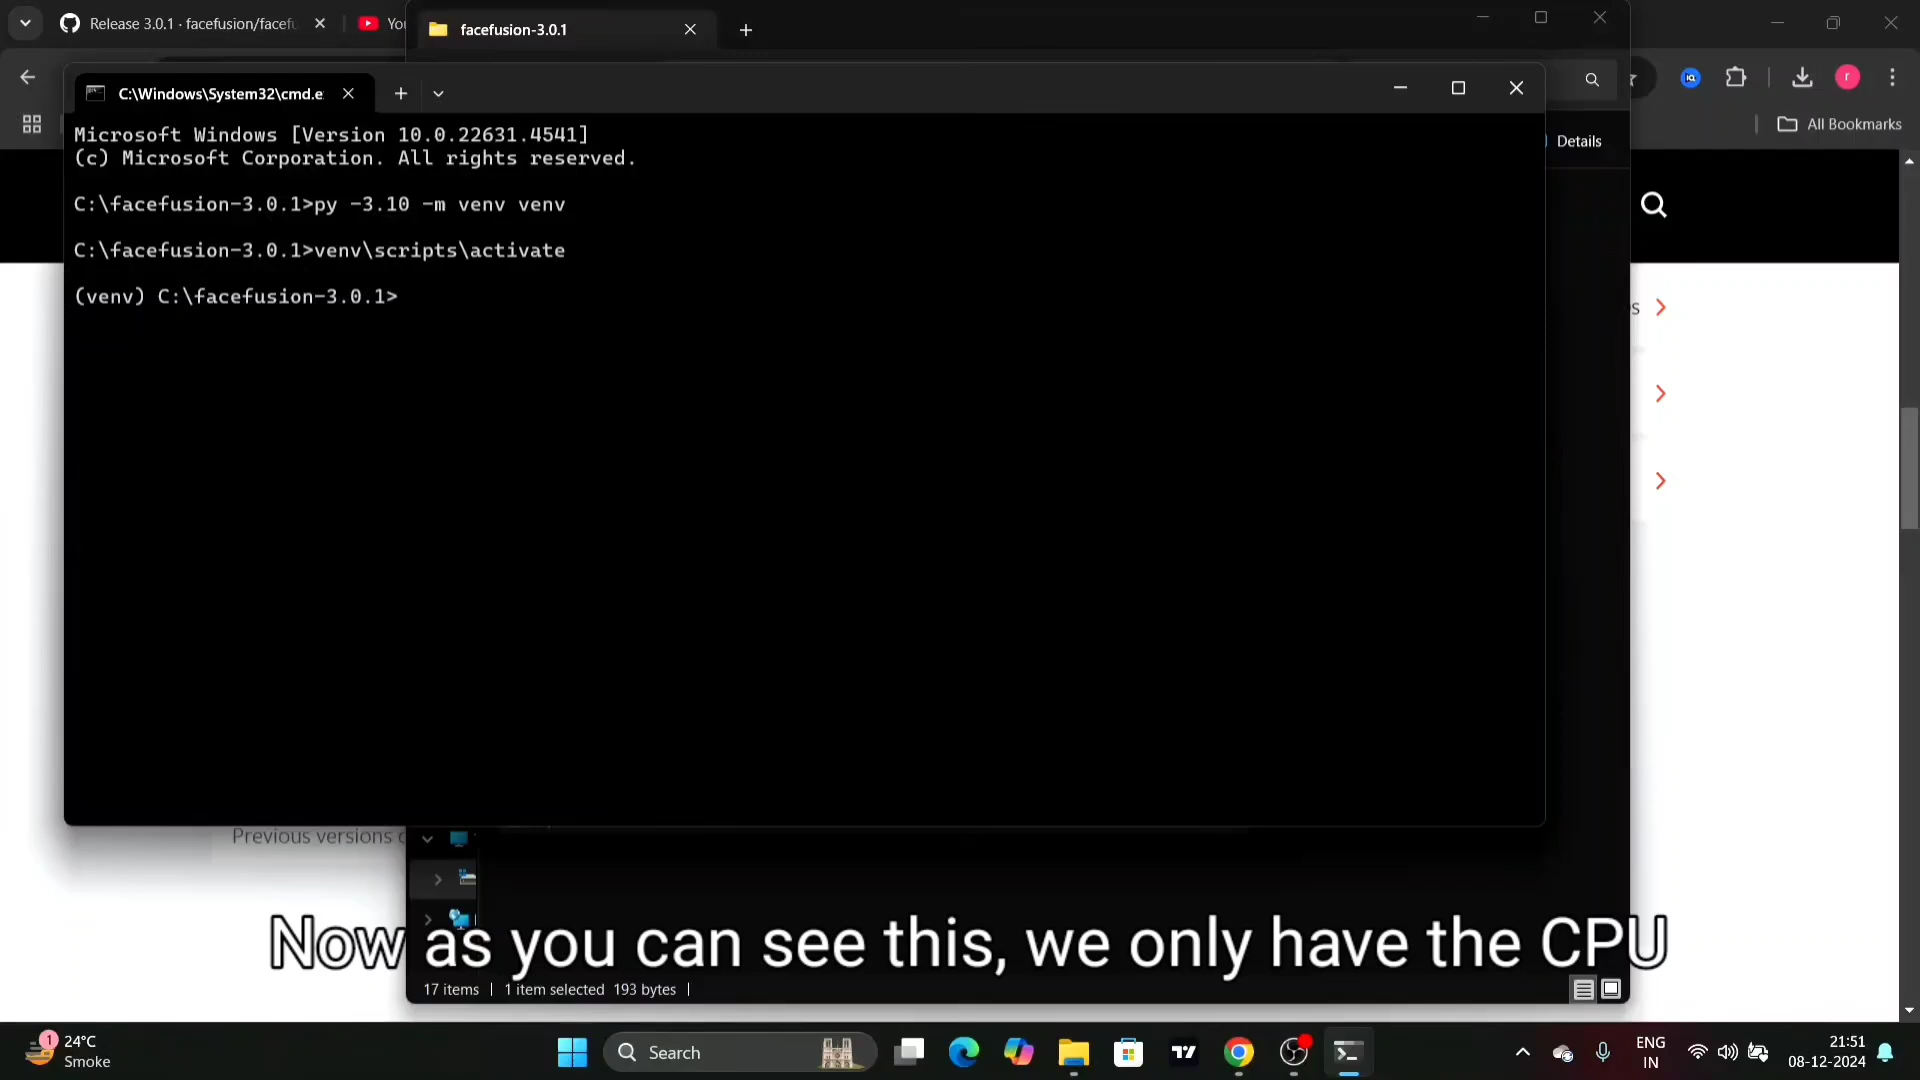 Release 3.0.1 · facefusion/facefu
You
facefusion-3.0.1
C:\Windows\System32\cmd.e
All Bookmarks
Details
Microsoft Windows [Version 10.0.22631.4541]
(c) Microsoft Corporation. All rights reserved.
C:\facefusion-3.0.1>py -3.10 -m venv venv
C:\facefusion-3.0.1>venv\scripts\activate
(venv) C:\facefusion-3.0.1>
s
Previous versions
Now as you can see this, we only have the CPU
17 items | 1 item selected 193 bytes |
1
24°C
Smoke
Search
ENG
IN
21:51
08-12-2024